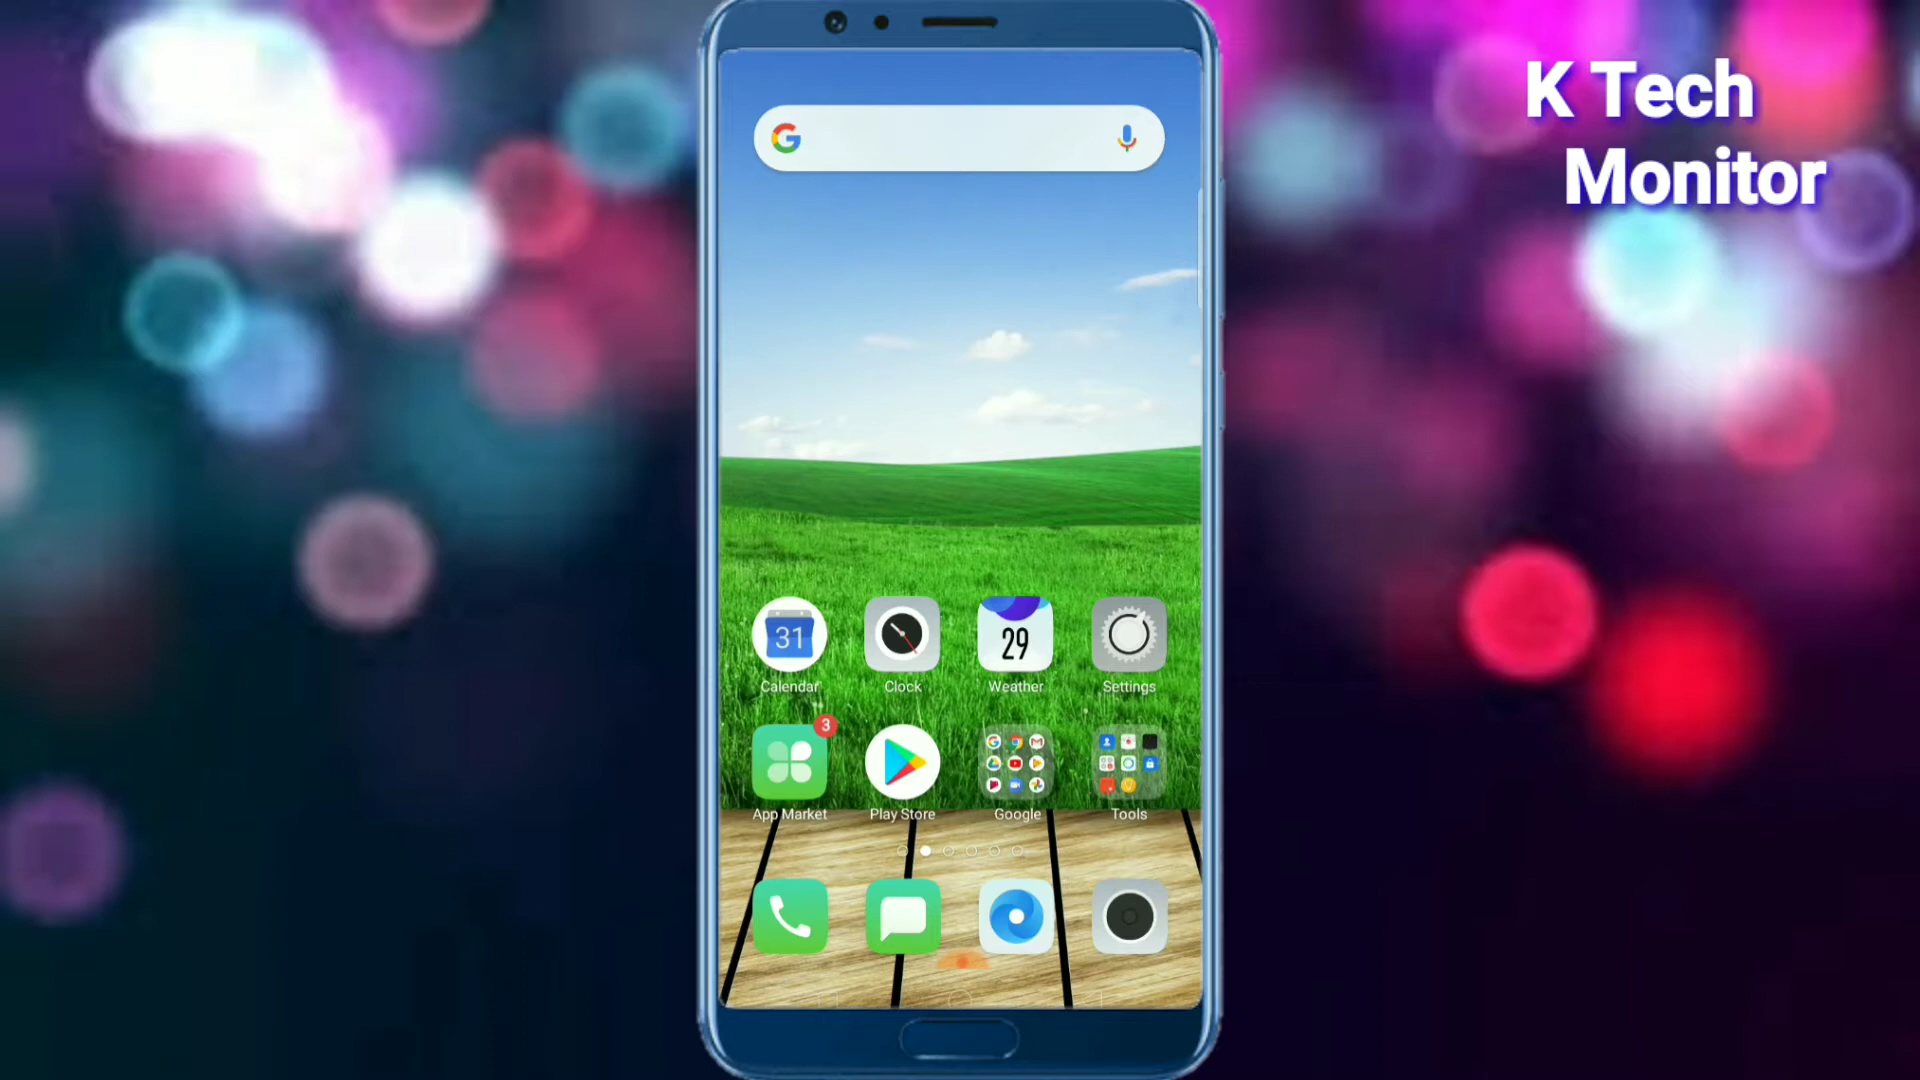 K Tech
Monitor
G
31
29
Calendar
Clock
Weather
Settings
3
App Market
Play Store
Google
Tools